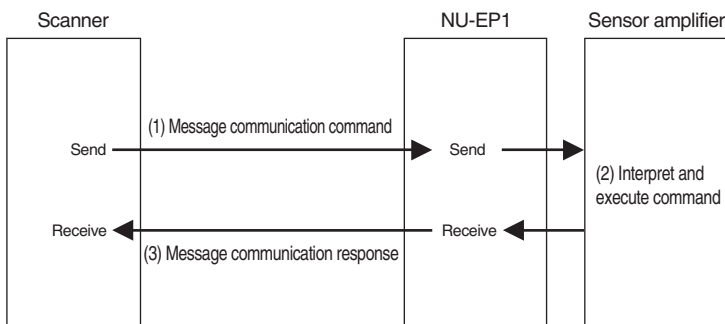 Scanner
NU-EP1
Sensor amplifier
(1) Message communication command
Send
Send
(2) Interpret and
execute command
Receive
Receive
(3) Message communication response